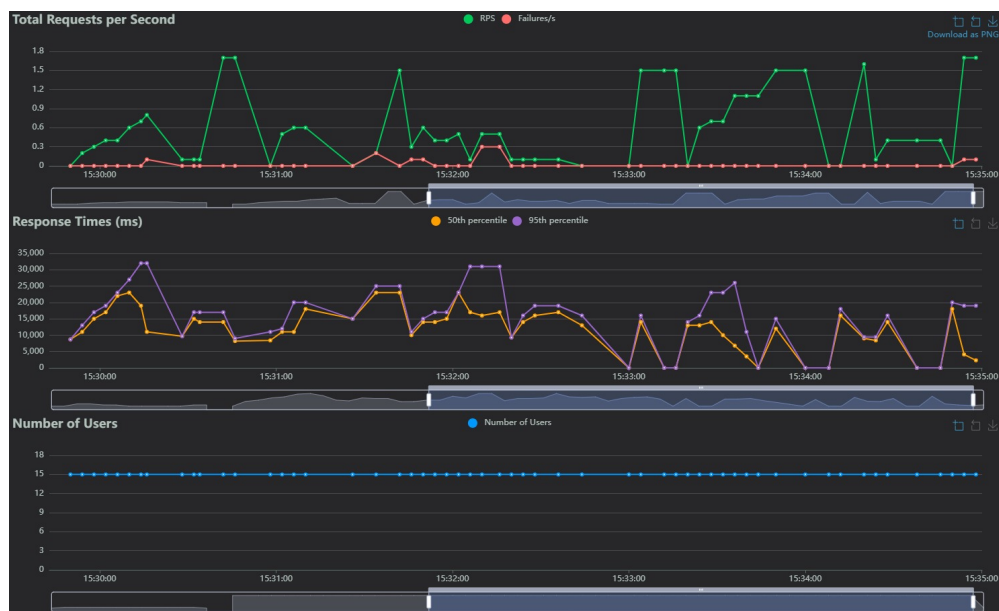 Total Requests per Second
RPS Failures/s
Download as PNG
1.8
1.5
1.2
0.9
0.6
0.3
0
15:30:00 15:31:00 15:32:00 15:33:00 15:34:00 15:35:00
Response Times (ms)
50th percentile 95th percentile
35,000
30,000
25,000
20,000
15,000
10,000
5,000
0
15:30:00 15:31:00 15:32:00 15:33:00 15:34:00 15:35:00
Number of Users
Number of Users
18
15
12
9
6
3
0
15:30:00 15:31:00 15:32:00 15:33:00 15:34:00 15:35:00